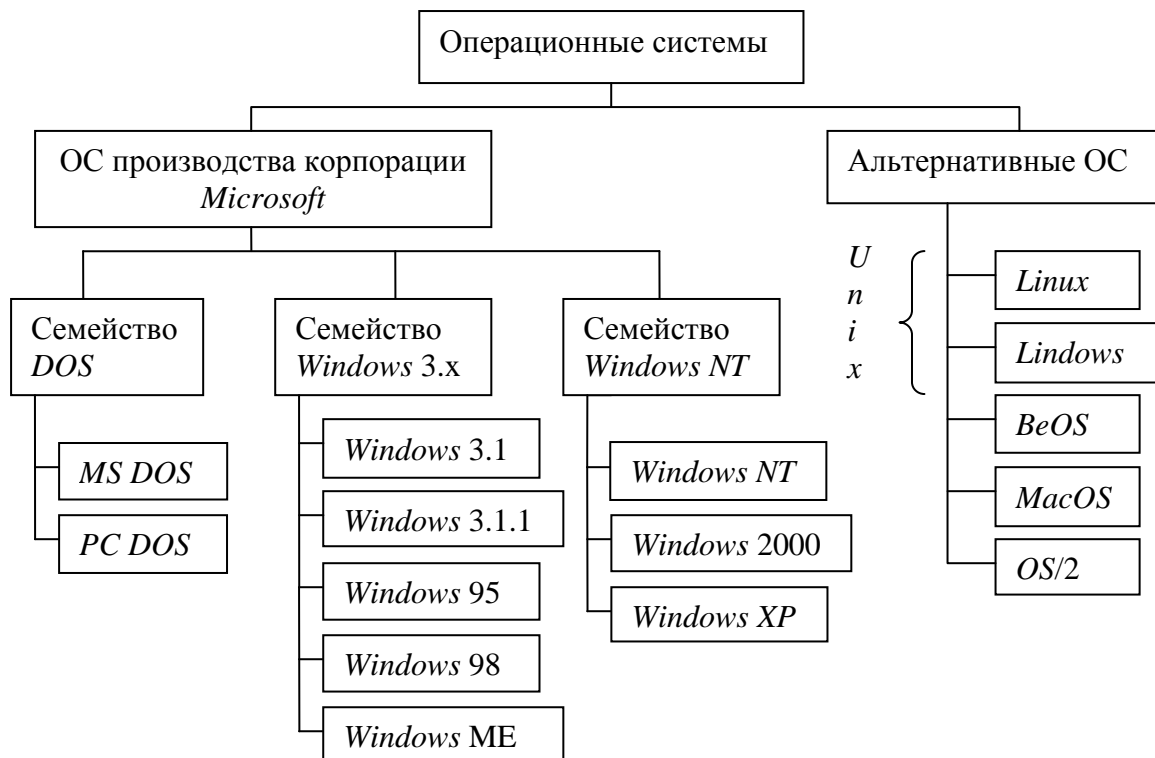 Операционные системы
ОС производства корпорации
Microsoft
Альтернативные ОС
Семейство
DOS
MS DOS
PC DOS
Семейство
Windows 3.x
Windows 3.1
Windows 3.1.1
Windows 95
Windows 98
Windows ME
Семейство
Windows NT
Windows NT
Windows 2000
Windows XP
U
n
i
x
Linux
Lindows
BeOS
MacOS
OS/2